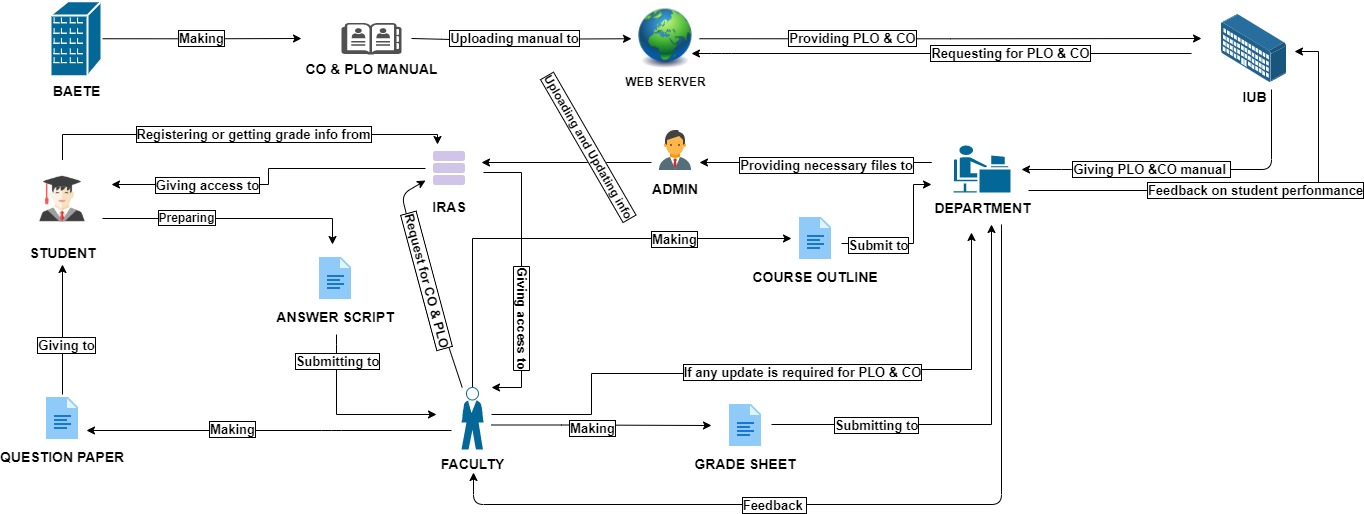 Making
Uploading manual to
Providing PLO & CO
Requesting for PLO & CO
CO & PLO MANUAL
WEB SERVER
BAETE
IUB
Uploading and Updating info
Registering or getting grade info from
Providing necessary files to
Giving PLO &CO manual
Giving access to
ADMIN
Feedback on student perfonmance
IRAS
DEPARTMENT
Preparing
Request for CO & PLO
Making
Submit to
STUDENT
COURSE OUTLINE
Giving access to
ANSWER SCRIPT
Giving to
Submitting to
If any update is required for PLO & CO
Making
Making
Submitting to
QUESTION PAPER
FACULTY
GRADE SHEET
Feedback